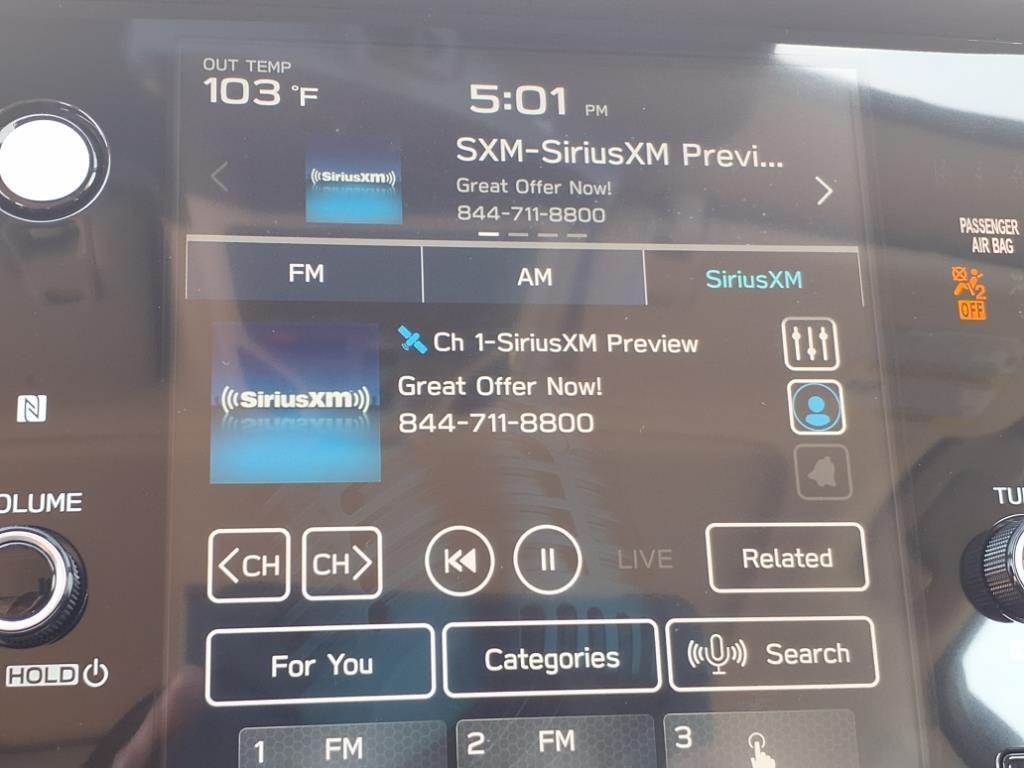 OUT TEMP
103 °F
5:01 PM
((SiriusXM))
SXM-SiriusXM Previ...
Great Offer Now!
844-711-8800
FM
AM
SiriusXM
PASSENGER
AIR BAG
2
OFF
Ch 1-SiriusXM Preview
((SiriusXM))
Great Offer Now!
844-711-8800
N
OLUME
TU
<CH
CH>
LIVE
Related
HOLD
For You
Categories
Search
1 FM
2 FM
3